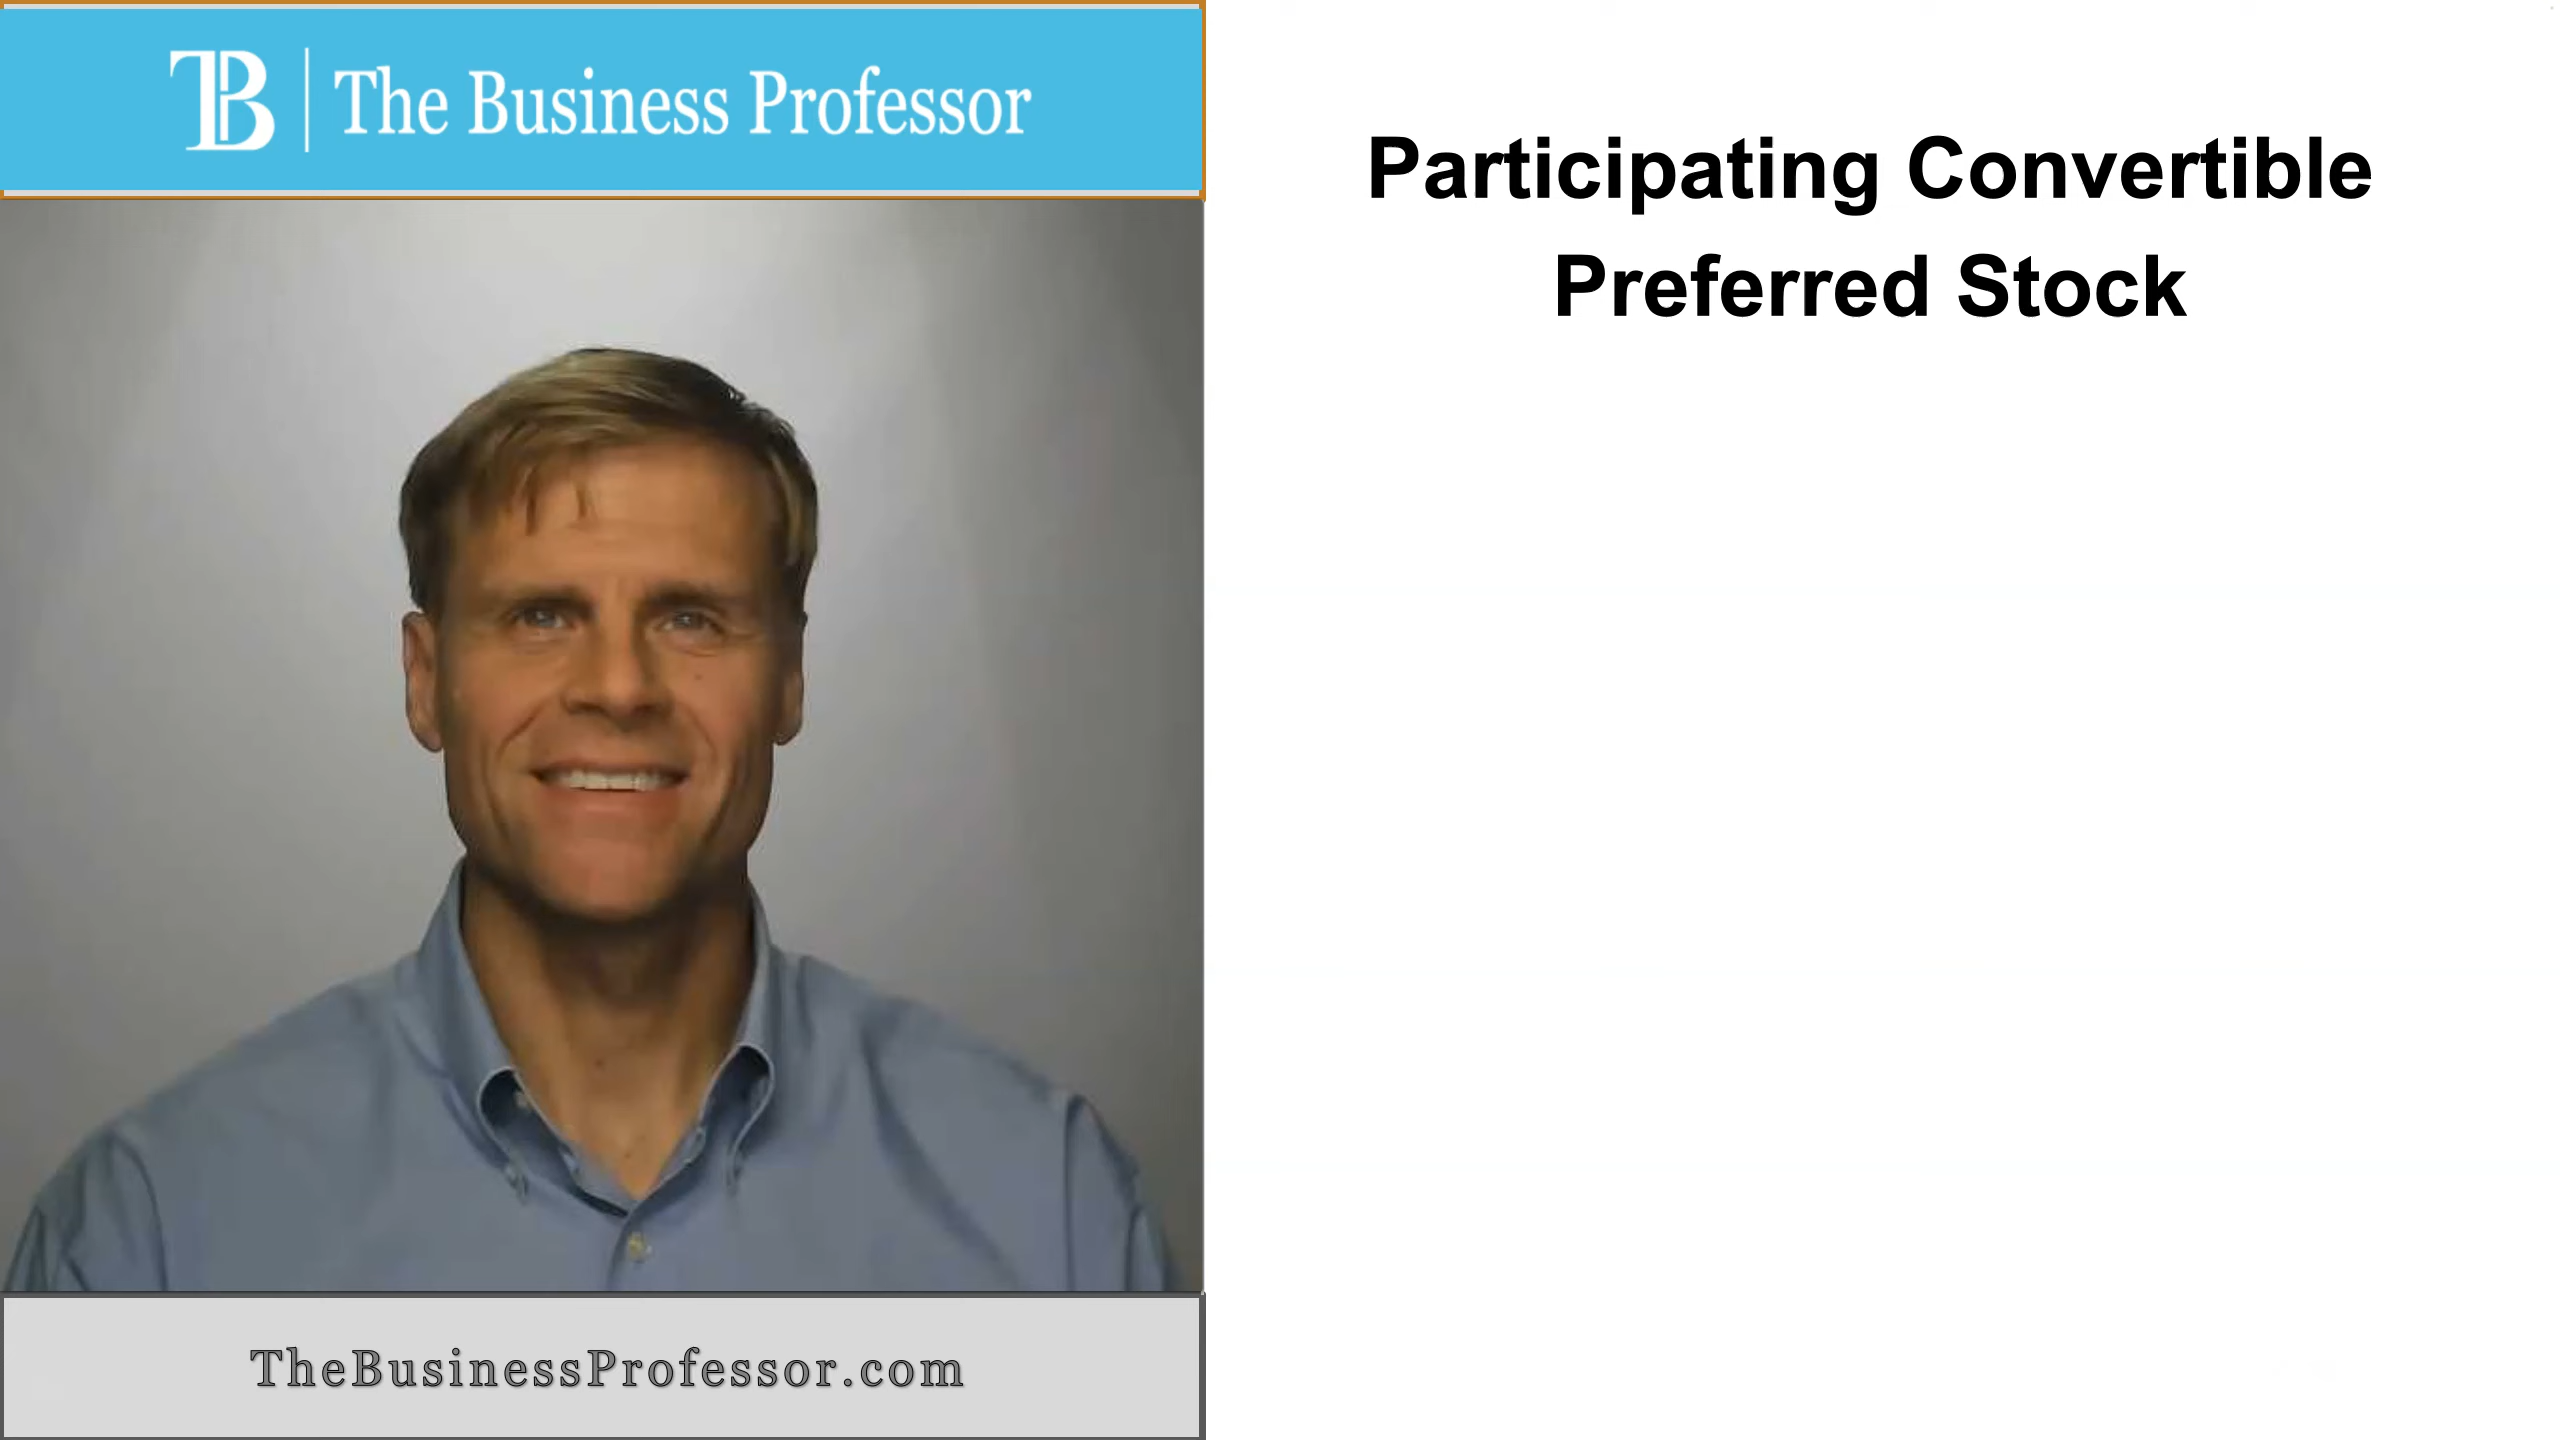 TB The Business Professor
Participating Convertible
Preferred Stock
TheBusinessProfessor.com